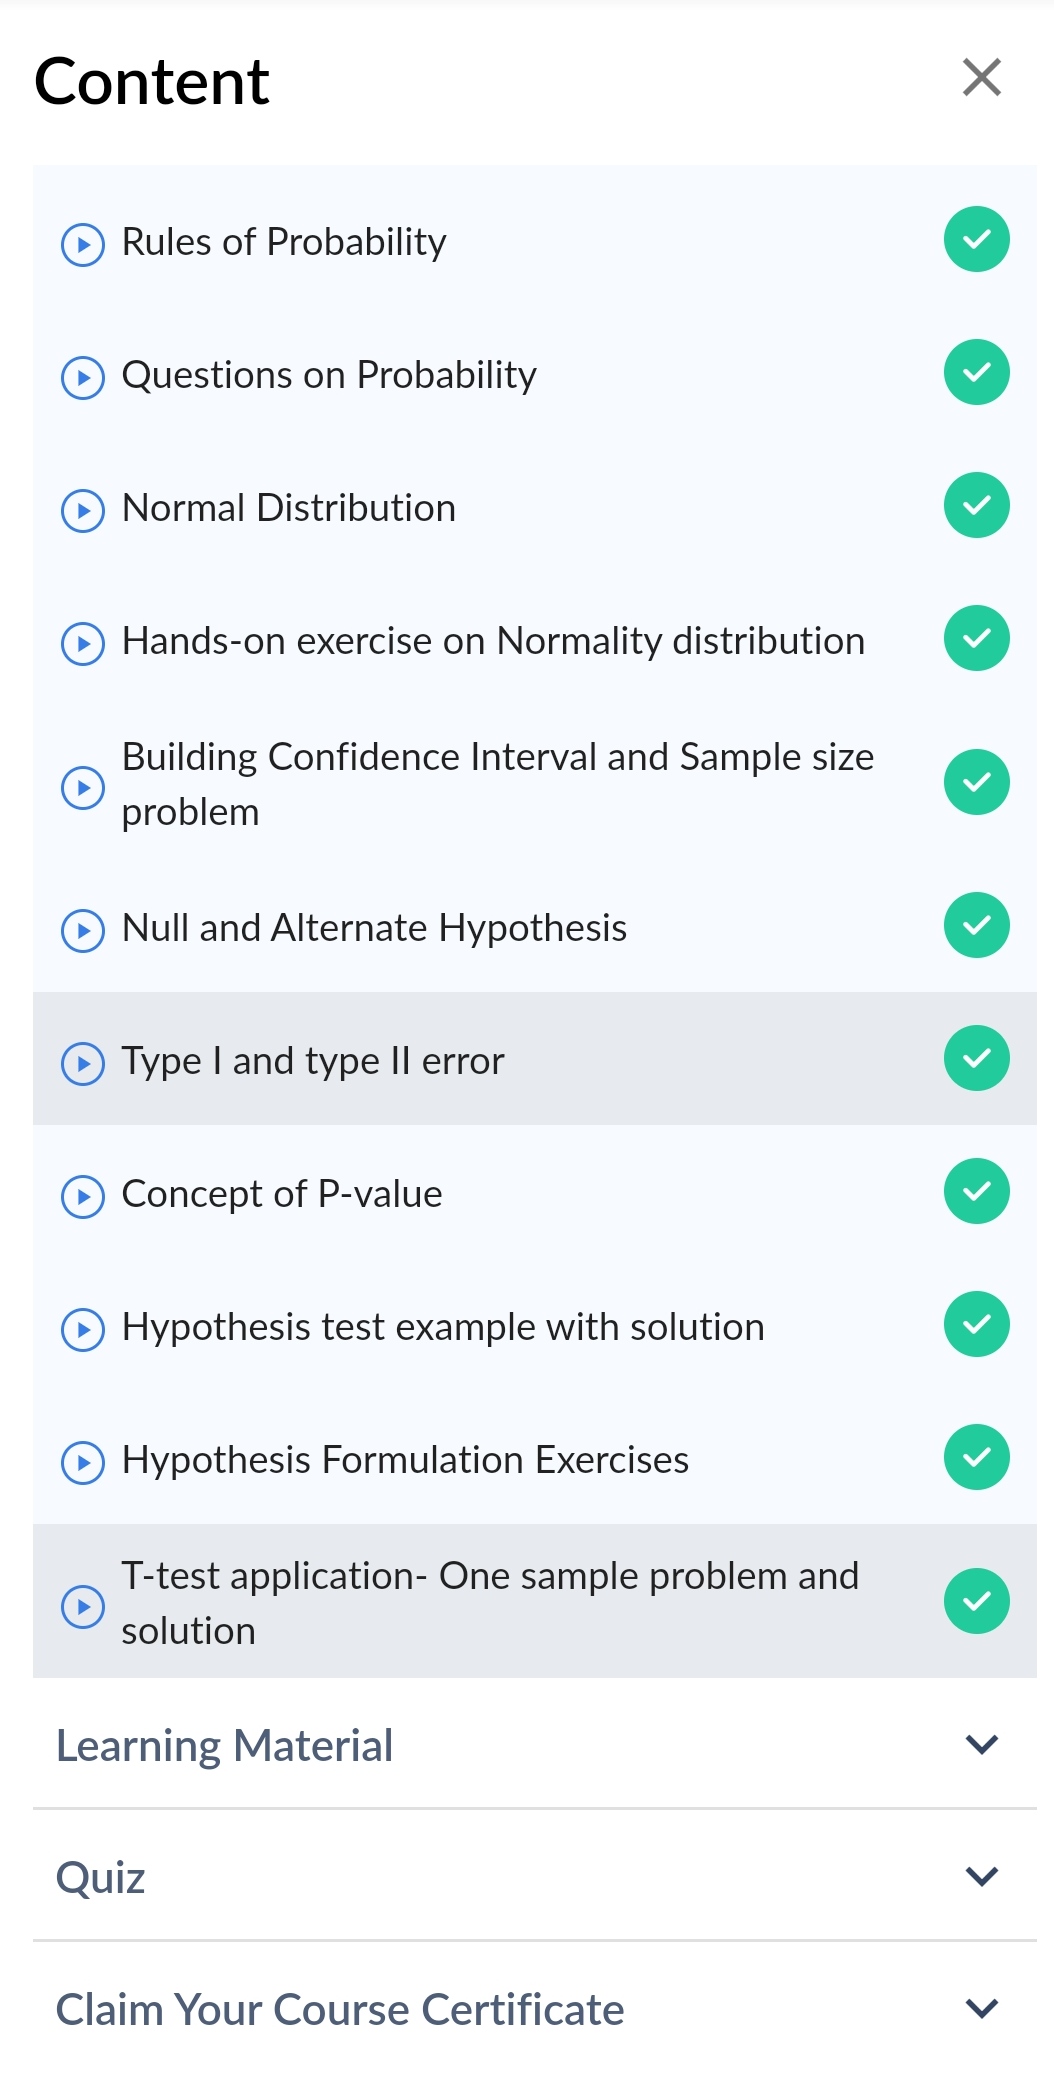 Content
Rules of Probability
Questions on Probability
Normal Distribution
Hands-on exercise on Normality distribution
Building Confidence Interval and Sample size
problem
Null and Alternate Hypothesis
Type I and type II error
Concept of P-value
Hypothesis test example with solution
Hypothesis Formulation Exercises
T-test application- One sample problem and
solution
Learning Material
Quiz
Claim Your Course Certificate